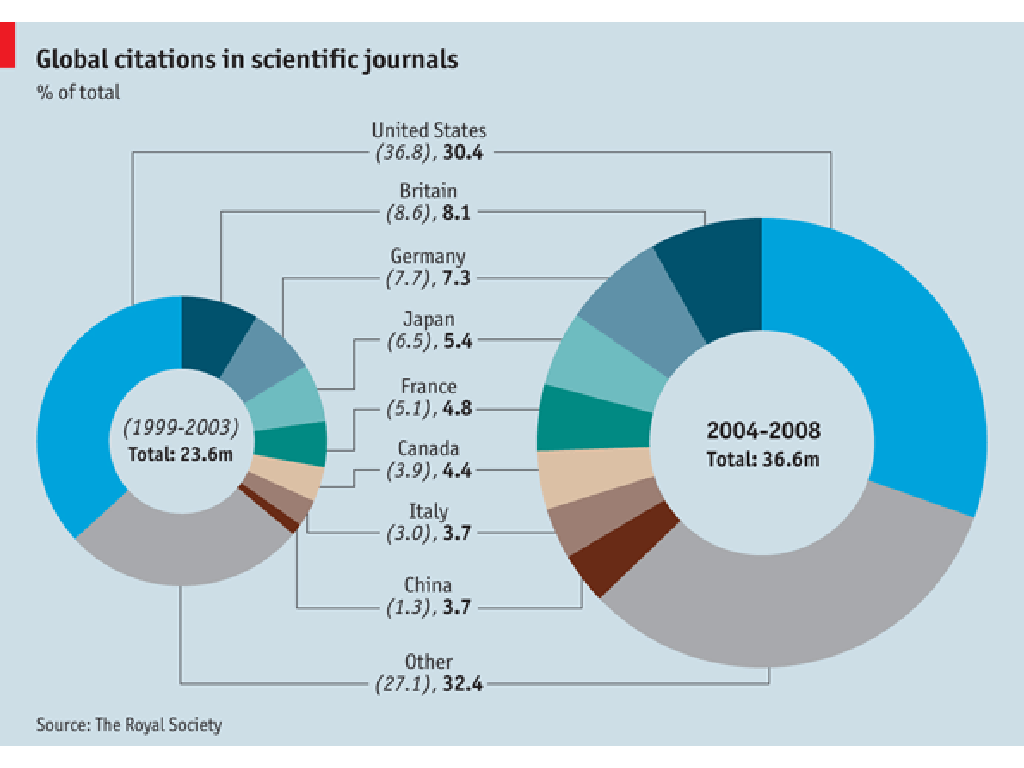 Global citations in scientific journals
% of total
United States
(36.8), 30.4
Britain
(8.6), 8.1
Germany
(7.7), 7.3
Japan
(6.5), 5.4
France
(5.1), 4.8
Canada
(3.9), 4.4
Italy
(3.0), 3.7
China
(1.3), 3.7
Other
(27.1), 32.4
(1999-2003)
Total: 23.6m
2004-2008
Total: 36.6m
Source: The Royal Society